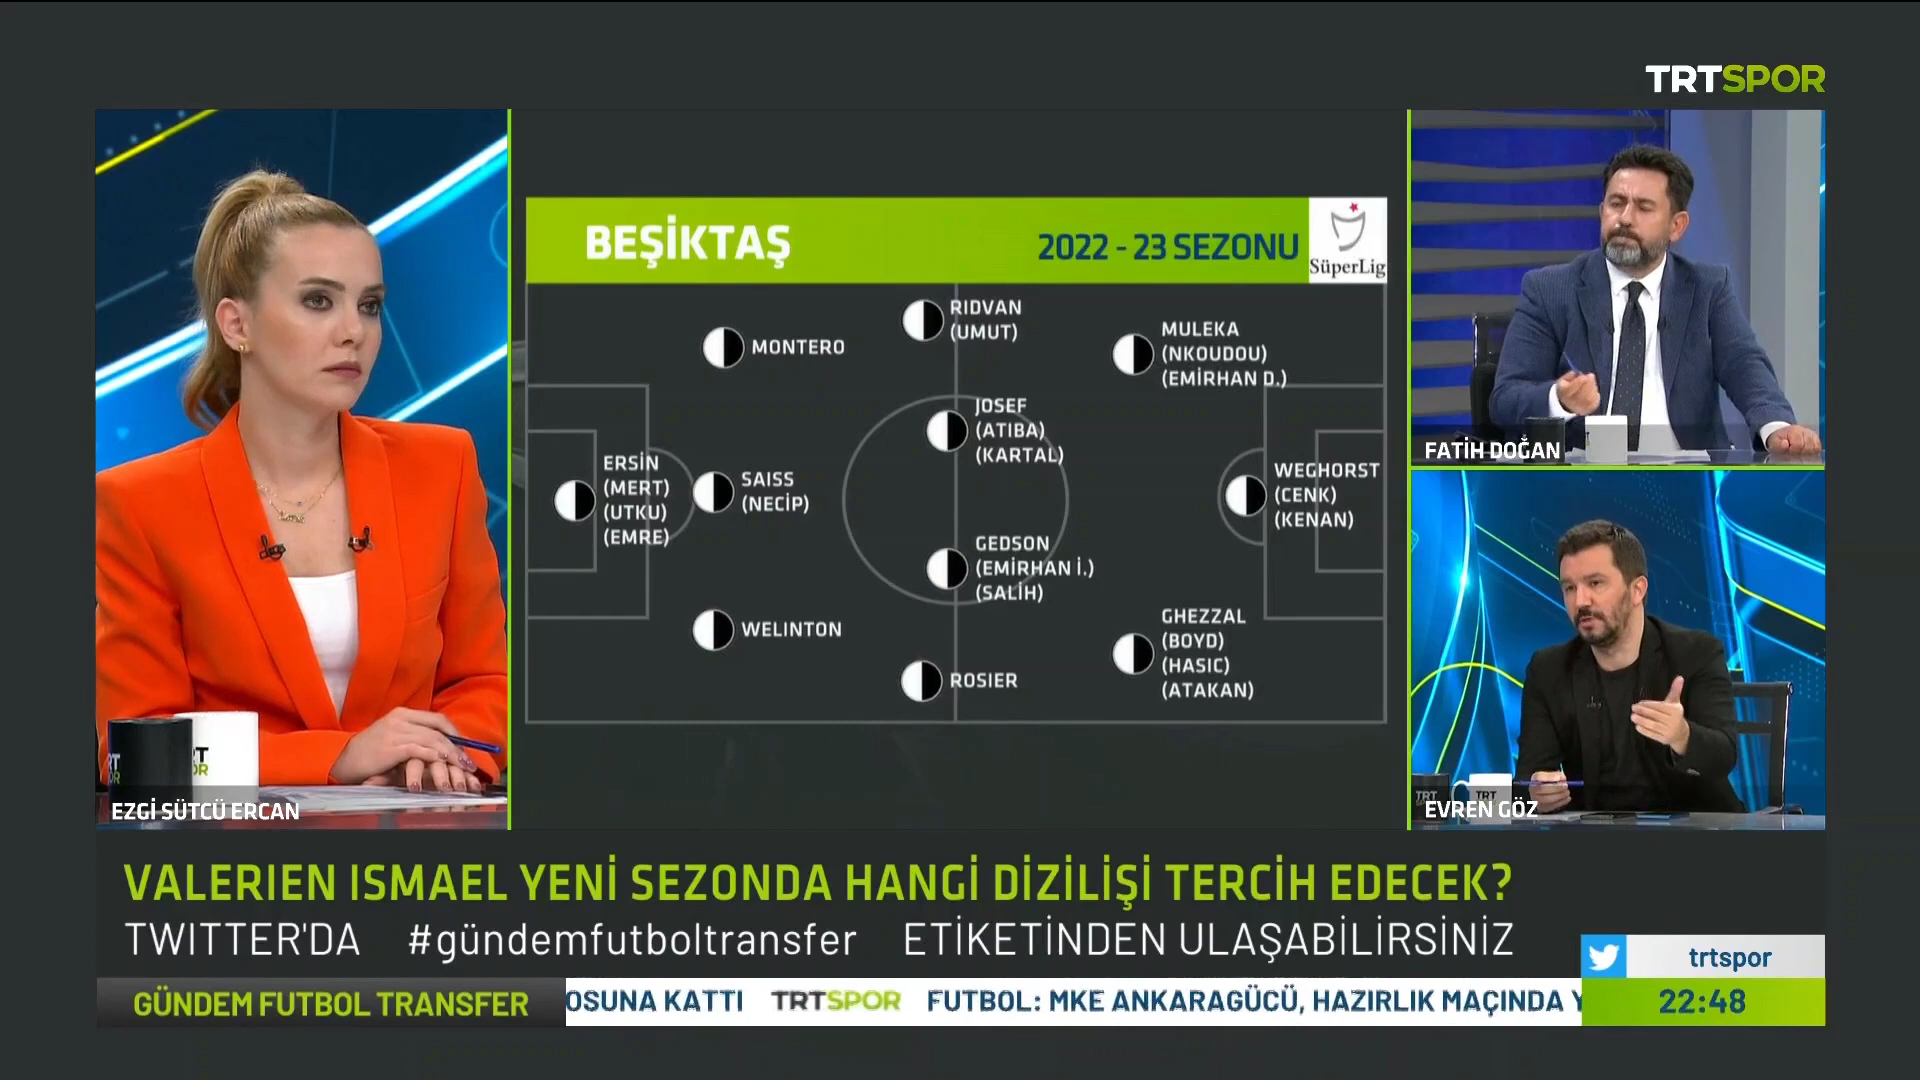 TRTSPOR
BEŞİKTAŞ
2022 - 23 SEZONU
SüperLig
RIDVAN
(UMUT)
MONTERO
MULEKA
(NKOUDOU)
(EMİRHAN D.)
JOSEF
(ATIBA)
(KARTAL)
ERSİN
(MERT)
(UTKU)
(EMRE)
SAISS
(NECİP)
WEGHORST
(CENK)
(KENAN)
GEDSON
(EMİRHAN İ.)
(SALİH)
WELINTON
ROSIER
GHEZZAL
(BOYD)
(HASIC)
(ATAKAN)
FATİH DOĞAN
EZGİ SÜTCÜ ERCAN
EVREN GÖZ
TRT
VALERIEN ISMAEL YENİ SEZONDA HANGİ DİZİLİŞİ TERCİH EDECEK?
TWITTER'DA #gündemfutboltransfer ETİKETİNDEN ULAŞABİLİRSİNİZ
trtspor
GÜNDEM FUTBOL TRANSFER
OSUNA KATTI TRTSPOR FUTBOL: MKE ANKARAGÜCÜ, HAZIRLIK MAÇINDA Y
22:48